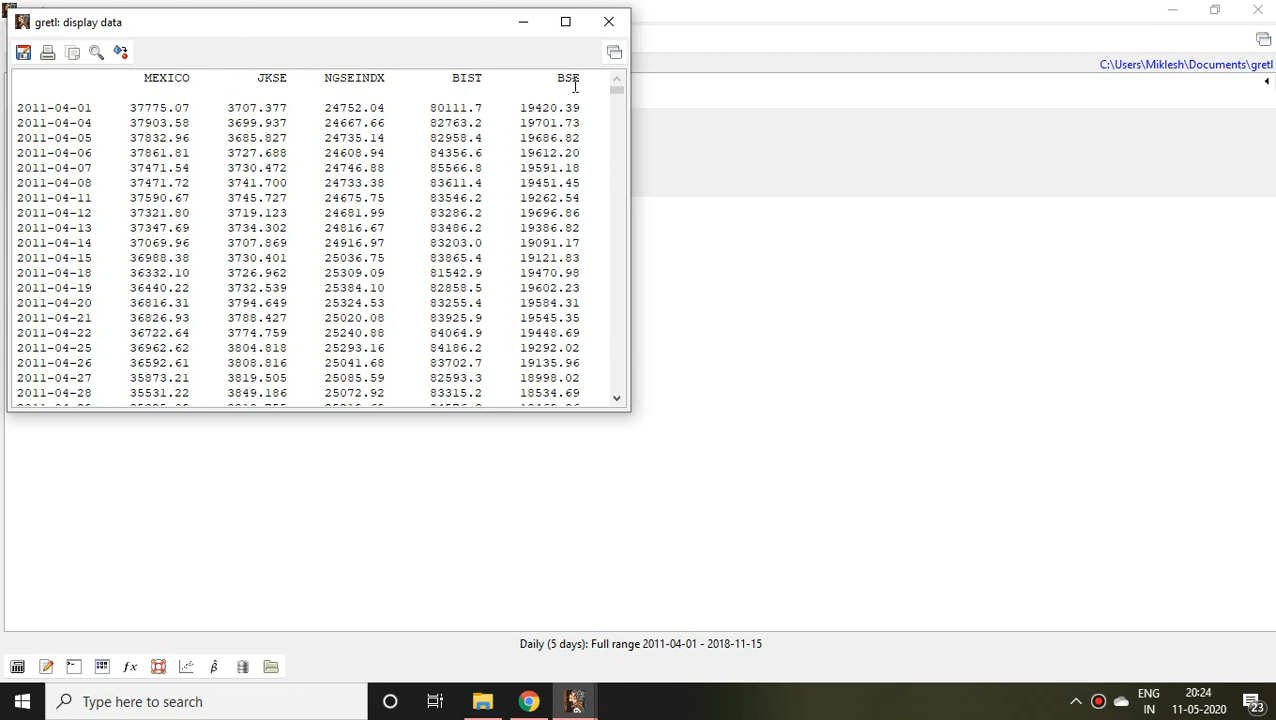 gretl: display data
C:\Users\Miklesh\Documents\gretl
MEXICO JKSE NGSEINDX BIST BSE
2011-04-01 37775.07 3707.377 24752.04 80111.7 19420.39
2011-04-04 37903.58 3699.937 24667.66 82763.2 19701.73
2011-04-05 37832.96 3685.827 24735.14 82958.4 19686.82
2011-04-06 37861.81 3727.688 24608.94 84356.6 19612.20
2011-04-07 37471.54 3730.472 24746.88 85566.8 19591.18
2011-04-08 37471.72 3741.700 24733.38 83611.4 19451.45
2011-04-11 37590.67 3745.727 24675.75 83546.2 19262.54
2011-04-12 37321.80 3719.123 24681.99 83286.2 19696.86
2011-04-13 37347.69 3734.302 24816.67 83486.2 19386.82
2011-04-14 37069.96 3707.869 24916.97 83203.0 19091.17
2011-04-15 36988.38 3730.401 25036.75 83865.4 19121.83
2011-04-18 36332.10 3726.962 25309.09 81542.9 19470.98
2011-04-19 36440.22 3732.539 25384.10 82858.5 19602.23
2011-04-20 36816.31 3794.649 25324.53 83255.4 19584.31
2011-04-21 36826.93 3788.427 25020.08 83925.9 19545.35
2011-04-22 36722.64 3774.759 25240.88 84064.9 19448.69
2011-04-25 36962.62 3804.818 25293.16 84186.2 19292.02
2011-04-26 36592.61 3808.816 25041.68 83702.7 19135.96
2011-04-27 35873.21 3819.505 25085.59 82593.3 18998.02
2011-04-28 35531.22 3849.186 25072.92 83315.2 18534.69
Daily (5 days): Full range 2011-04-01 - 2018-11-15
fx
β̂
Type here to search
ENG
IN
20:24
11-05-2020
23